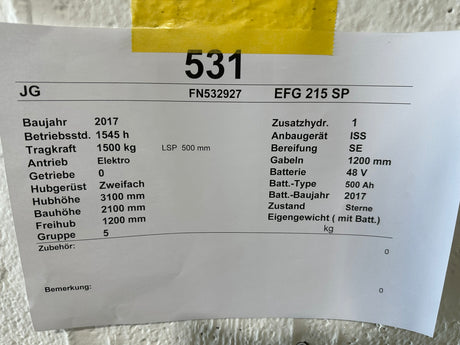 531
JG FN532927 EFG 215 SP
Baujahr 2017 Zusatzhydr. 1
Betriebsstd. 1545 h Anbaugerät ISS
Tragkraft 1500 kg LSP 500 mm Bereifung SE
Antrieb Elektro Gabeln 1200 mm
Getriebe 0 Batterie 48 V
Hubgerüst Zweifach Batt.-Type 500 Ah
Hubhöhe 3100 mm Batt.-Baujahr 2017
Bauhöhe 2100 mm Zustand Sterne
Freihub 1200 mm Eigengewicht ( mit Batt.)
Gruppe 5 kg
Zubehör: 0
Bemerkung: 0